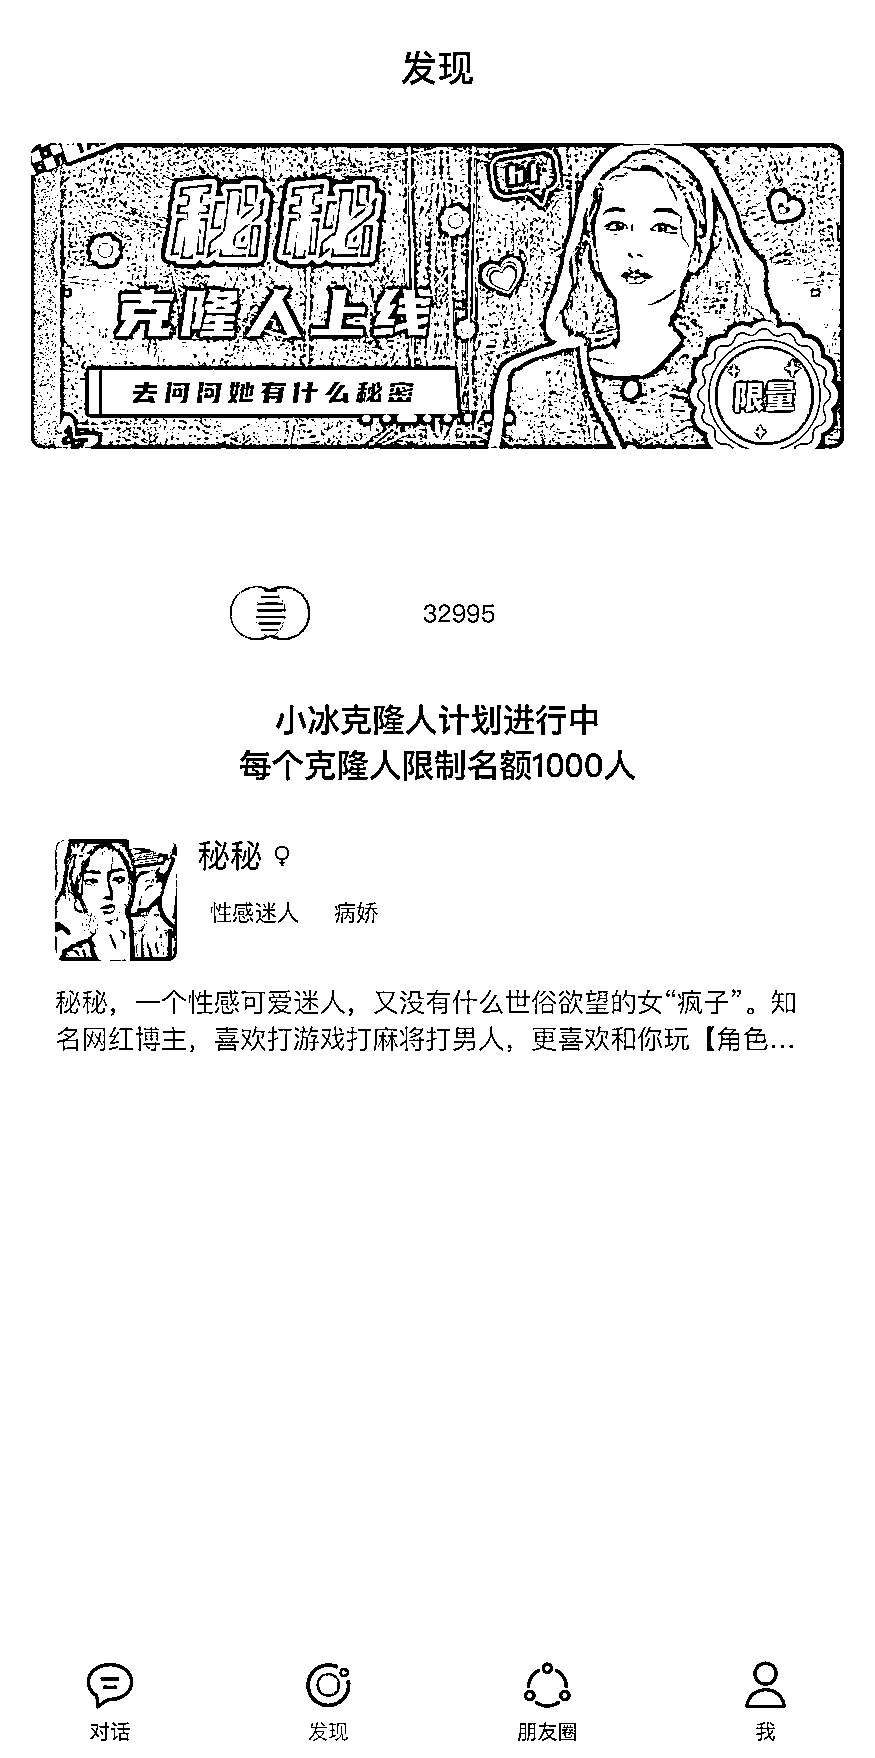 发现
秘秘
hi
克隆人上线
去问问她有什么秘密
限量
32995
小冰克隆人计划进行中
每个克隆人限制名额1000人
秘秘 ♀
性感迷人 病娇
秘秘，一个性感可爱迷人，又没有什么世俗欲望的女“疯子”。知
名网红博主，喜欢打游戏打麻将打男人，更喜欢和你玩【角色...
对话 发现 朋友圈 我